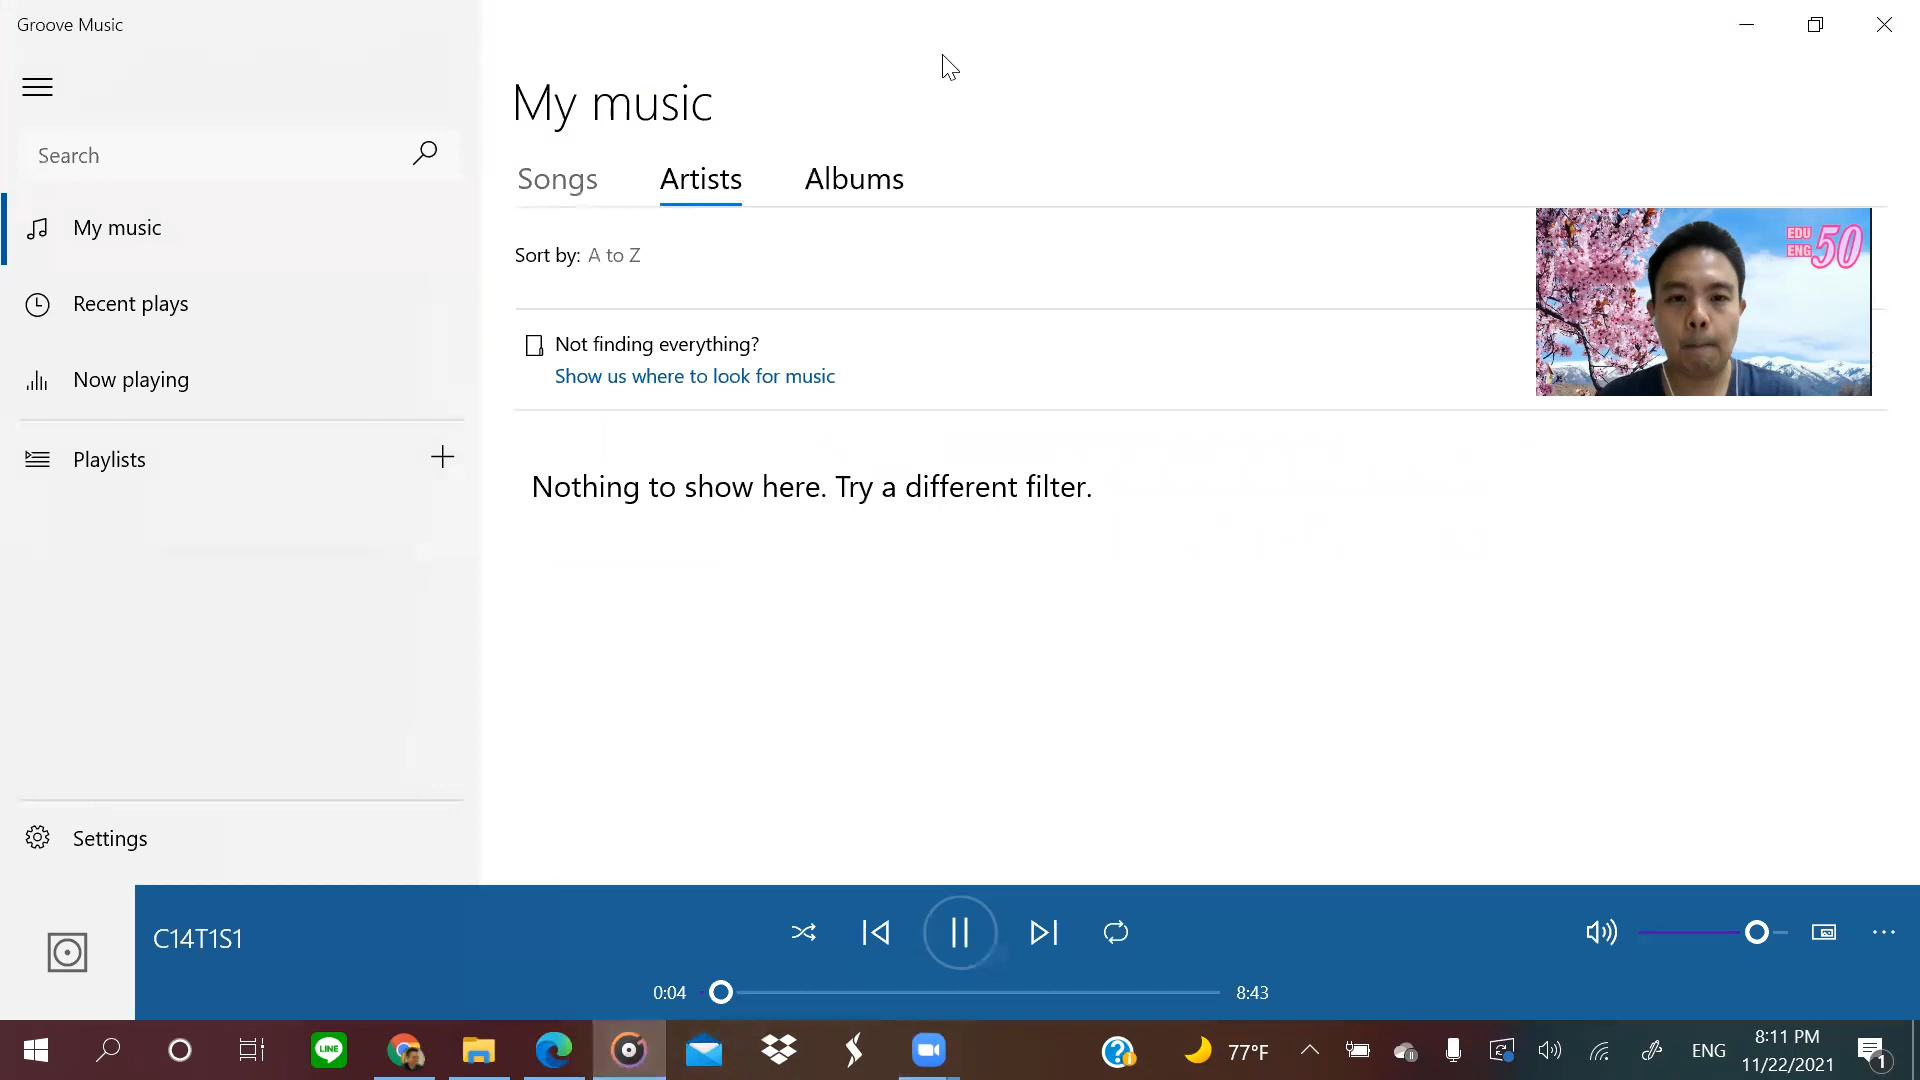 Groove Music
My music
Search
Songs Artists Albums
My music
Sort by: A to Z
EDU
ENG 50
Recent plays
Not finding everything?
Show us where to look for music
Now playing
Playlists
Nothing to show here. Try a different filter.
Settings
C14T1S1
0:04
8:43
LINE
77°F
ENG
8:11 PM
11/22/2021
1